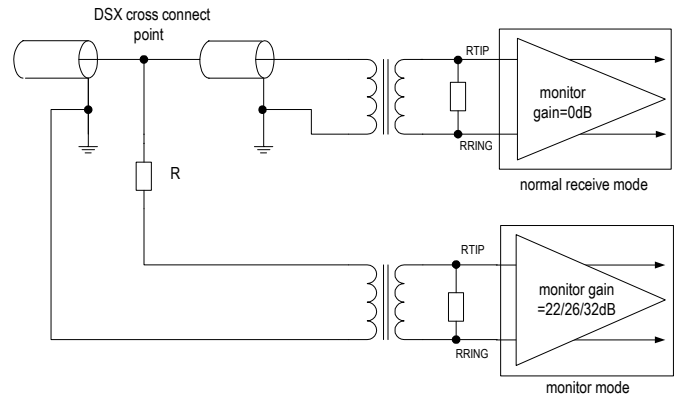 DSX cross connect
point
RTIP
monitor
gain=0dB
RRING
normal receive mode
R
RTIP
monitor gain
=22/26/32dB
RRING
monitor mode